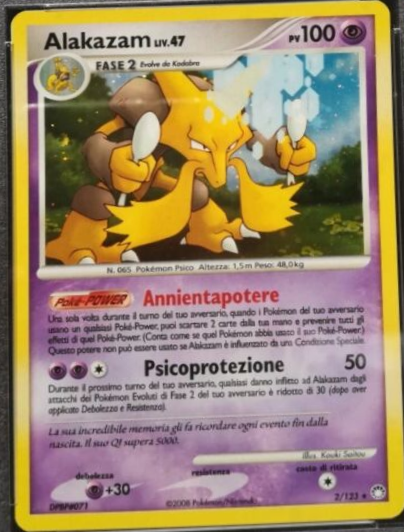 Alakazam LIV.47 PV 100
FASE 2 Evolve da Kadabra
N. 065 Pokémon Psico Altezza: 1,5m Peso: 48,0kg
Poké-POWER Annientapotere
Una sola volta durante il turno del tuo avversario, quando i Pokémon del tuo avversario
usano un qualsiasi Poké-Power, puoi scartare 2 carte dalla tua mano e prevenire tutti gli
effetti di quel Poké-Power. (Conta come se quel Pokémon abbia usato il suo Poké-Power.)
Questo potere non può essere usato se Alakazam è influenzato da una Condizione Speciale.
Psicoprotezione 50
Durante il prossimo turno del tuo avversario, qualsiasi danno inflitto ad Alakazam dagli
attacchi dei Pokémon Evoluti di Fase 2 del tuo avversario è ridotto di 30 (dopo aver
applicato Debolezza e Resistenza).
La sua incredibile memoria gli fa ricordare ogni evento fin dalla
nascita. Il suo QI supera 5000.
Illus. Kouki Saitou
debolezza resistenza costo di ritirata
+30
2/123
DPBP#071
©2008 Pokémon/Nintendo